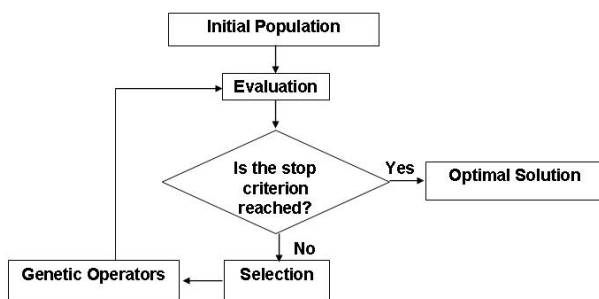 Initial Population
Evaluation
Is the stop
criterion
reached?
Yes
Optimal Solution
No
Genetic Operators
Selection